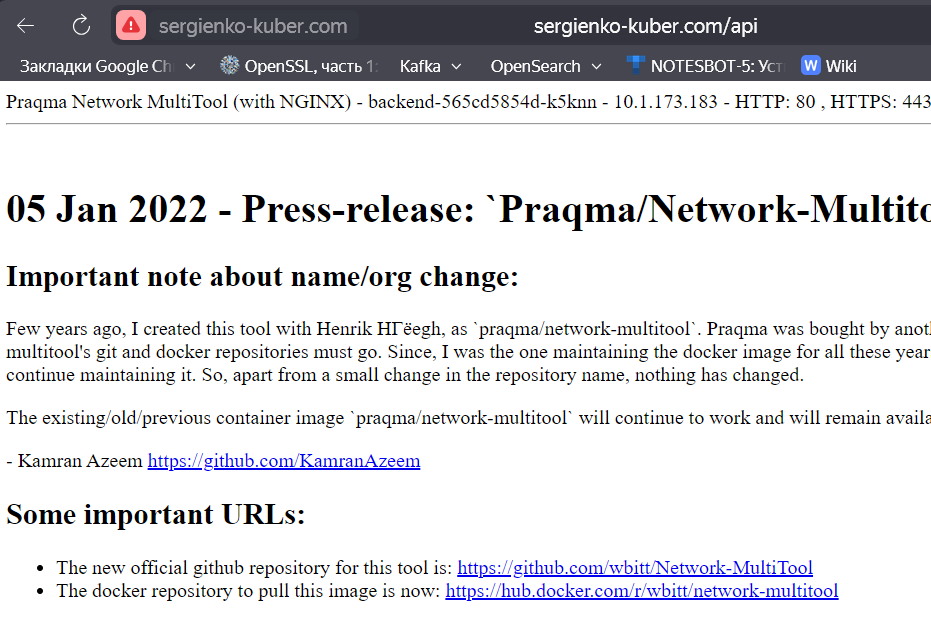 sergienko-kuber.com sergienko-kuber.com/api
Закладки Google Ch OpenSSL, часть 1: Kafka OpenSearch NOTESBOT-5: Уст W Wiki
Praqma Network MultiTool (with NGINX) - backend-565cd5854d-k5knn - 10.1.173.183 - HTTP: 80 , HTTPS: 443
05 Jan 2022 - Press-release: `Praqma/Network-Multito
Important note about name/org change:
Few years ago, I created this tool with Henrik HГёegh, as `praqma/network-multitool`. Praqma was bought by anot
multitool's git and docker repositories must go. Since, I was the one maintaining the docker image for all these year
continue maintaining it. So, apart from a small change in the repository name, nothing has changed.
The existing/old/previous container image `praqma/network-multitool` will continue to work and will remain availa
- Kamran Azeem https://github.com/KamranAzeem
Some important URLs:
• The new official github repository for this tool is: https://github.com/wbitt/Network-MultiTool
• The docker repository to pull this image is now: https://hub.docker.com/r/wbitt/network-multitool